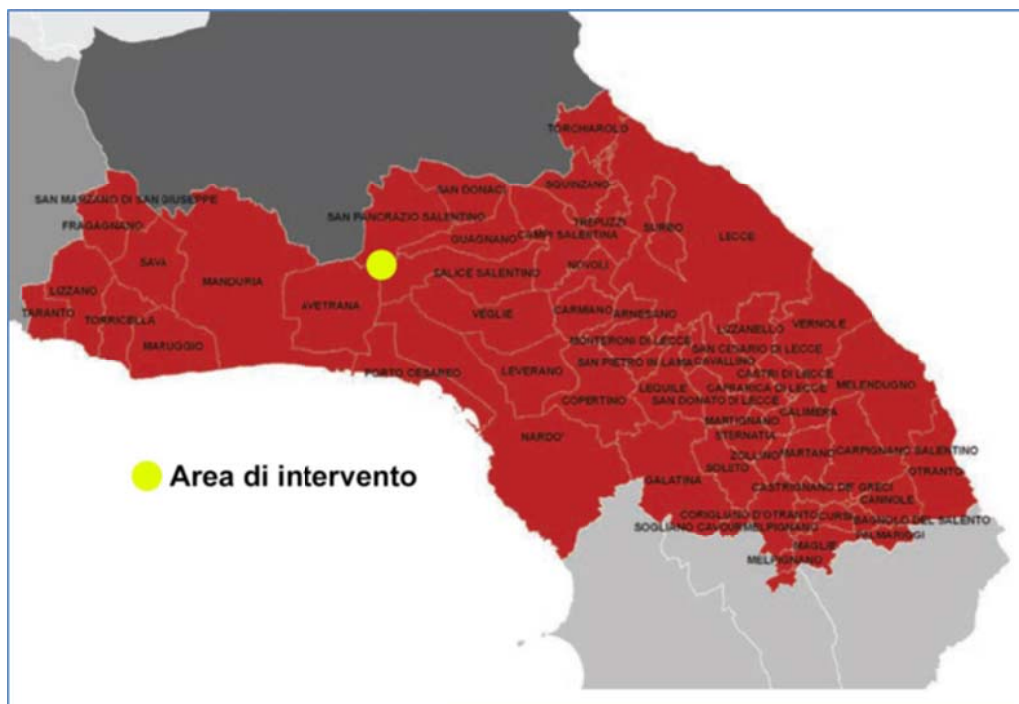 TORCHIAROLO
SAN DONACI
SQUINZANO
SAN MARZANO DI SAN GIUSEPPE
SAN PANCRAZIO SALENTINO
TREPUZZI
FRAGAGNANO
GUAGNANO
CAMPI SALENTINA
SURBO
LECCE
SAVA
MANDURIA
SALICE SALENTINO
NOVOLI
LIZZANO
AVETRANA
VEGLIE
CARMIANO
ARNESANO
TARANTO
TORRICELLA
LIZZANELLO
VERNOLE
MARUGGIO
MONTERONI DI LECCE
SAN CESARIO DI LECCE
SAN PIETRO IN LAMA
CAVALLINO
PORTO CESAREO
LEVERANO
CASTRI DI LECCE
LEQUILE
CAPRARICA DI LECCE
MELENDUGNO
COPERTINO
SAN DONATO DI LECCE
MARTIGNANO
CALIMERA
NARDO'
STERNATIA
ZOLLINO
MARTANO
CARPIGNANO SALENTINO
SOLETO
OTRANTO
Area di intervento
GALATINA
CASTRIGNANO DE' GRECI
CANNOLE
CORIGLIANO D'OTRANTO
CURSI
BAGNOLO DEL SALENTO
SOGLIANO CAVOUR
MELPIGNANO
PALMARIGGI
MAGLIE
MELPIGNANO